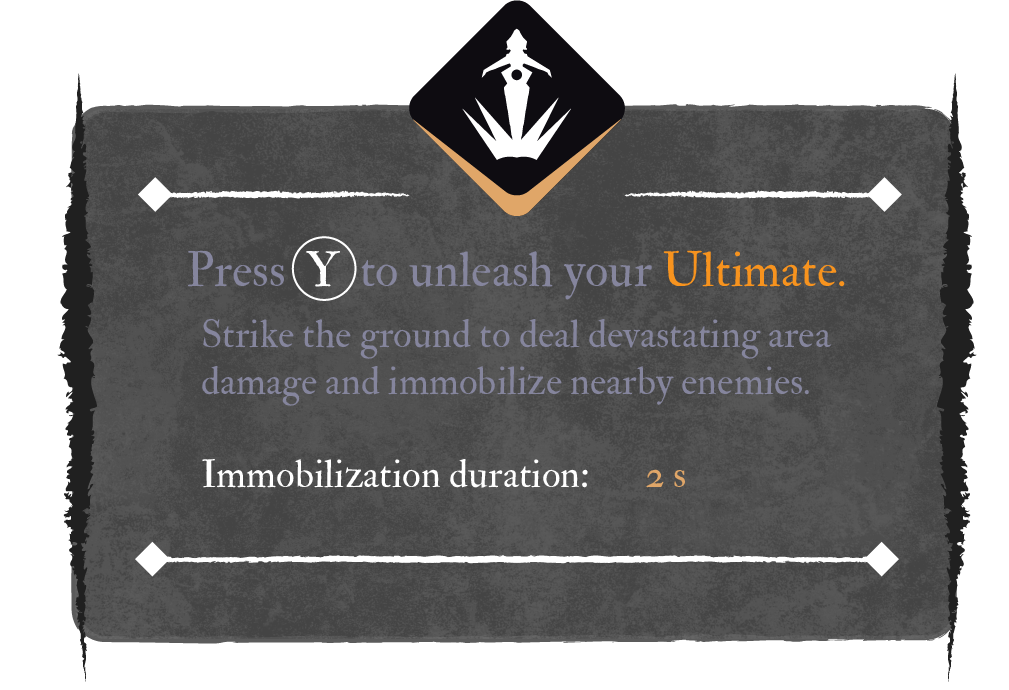 Press Y to unleash your Ultimate.
Strike the ground to deal devastating area
damage and immobilize nearby enemies.
Immobilization duration: 2 s